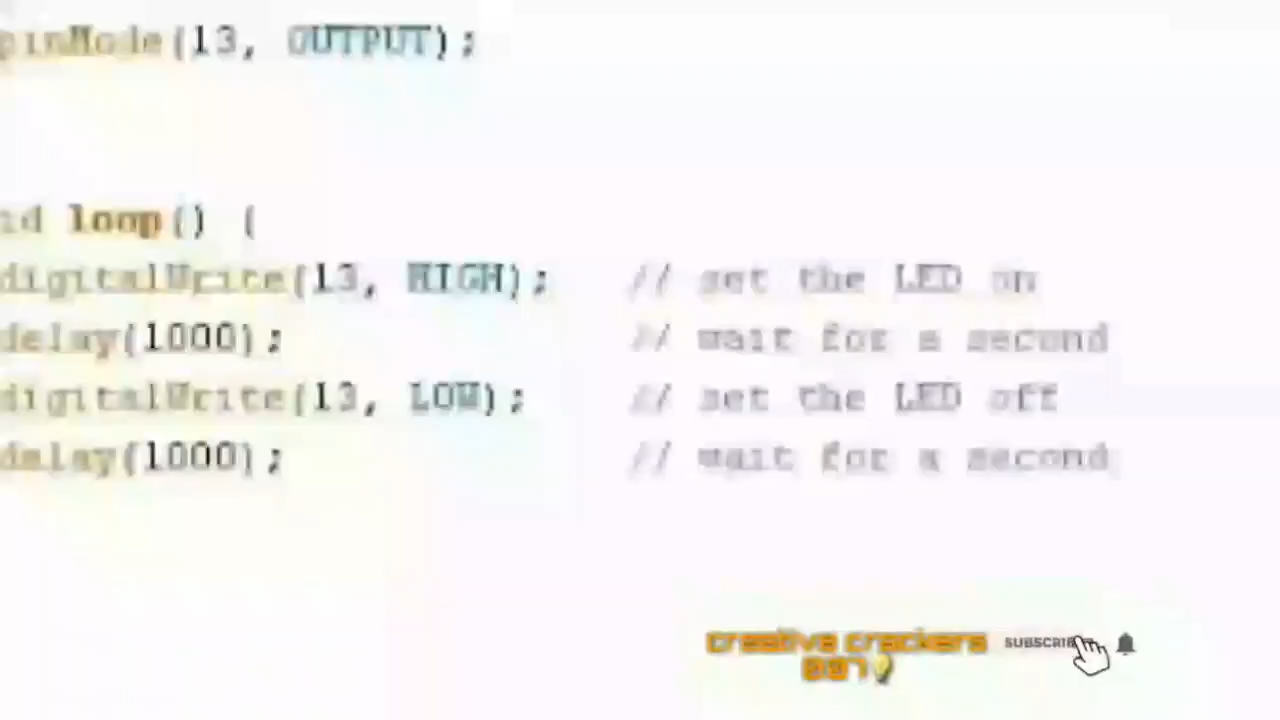 pinMode(13, OUTPUT);
id loop() {
digitalWrite(13, HIGH); // set the LED on
delay(1000); // wait for a second
digitalWrite(13, LOW); // set the LED off
delay(1000); // wait for a second
creative crackers
007
SUBSCRIBE